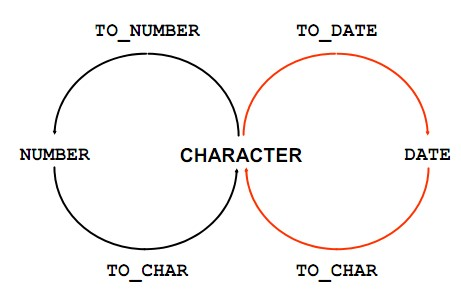 TO_NUMBER TO_DATE
NUMBER CHARACTER DATE
TO_CHAR TO_CHAR